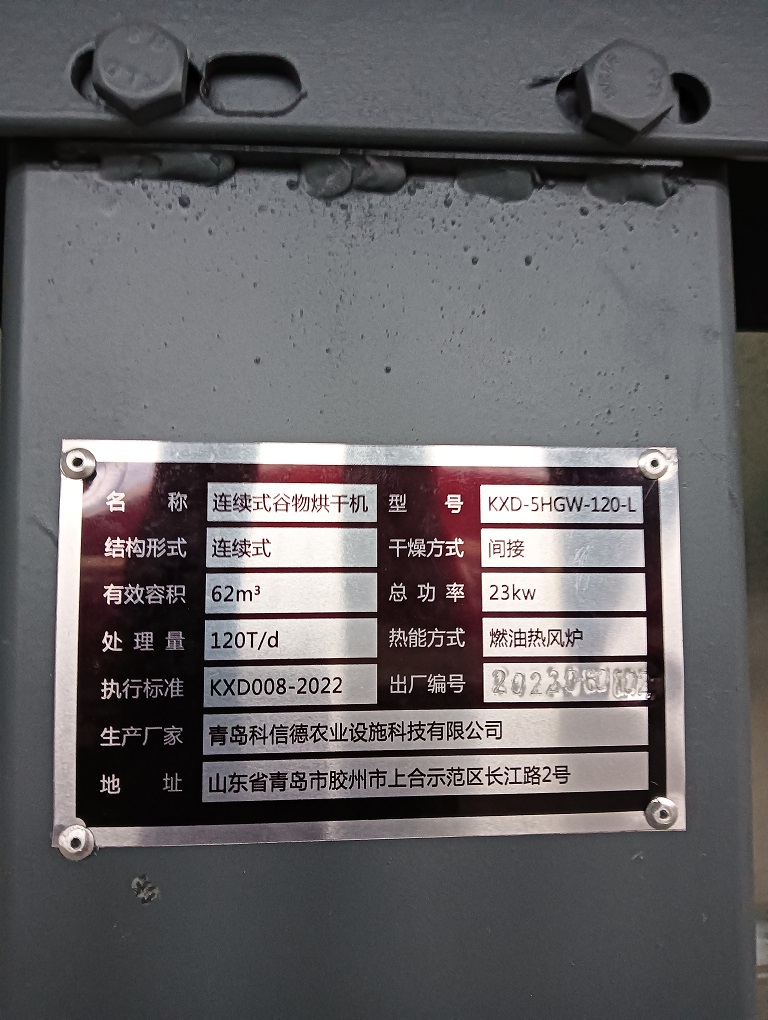 名 称 连续式谷物烘干机 型 号 KXD-5HGW-120-L
结构形式 连续式 干燥方式 间接
有效容积 62m³ 总功率 23kw
处理量 120T/d 热能方式 燃油热风炉
执行标准 KXD008-2022 出厂编号
生产厂家 青岛科信德农业设施科技有限公司
地 址 山东省青岛市胶州市上合示范区长江路2号